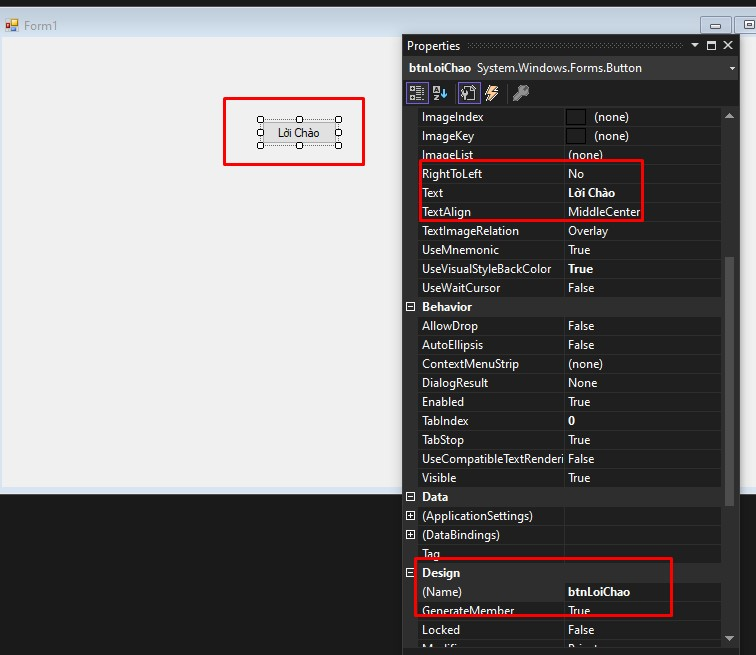 Form1
Properties
btnLoiChao System.Windows.Forms.Button
Lời Chào
ImageIndex (none)
ImageKey (none)
ImageList (none)
RightToLeft No
Text Lời Chào
TextAlign MiddleCenter
TextImageRelation Overlay
UseMnemonic True
UseVisualStyleBackColor True
UseWaitCursor False
Behavior
AllowDrop False
AutoEllipsis False
ContextMenuStrip (none)
DialogResult None
Enabled True
TabIndex 0
TabStop True
UseCompatibleTextRenderi False
Visible True
Data
(ApplicationSettings)
(DataBindings)
Tag
Design
(Name) btnLoiChao
GenerateMember True
Locked False